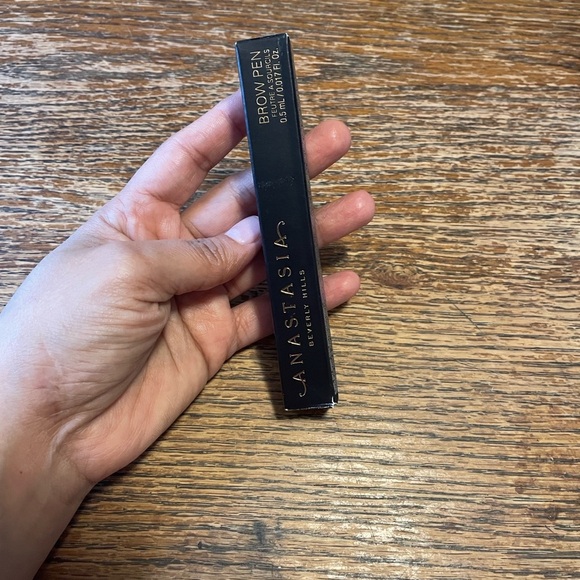 BROW PEN
FEUTRE À SOURCILS
0.5 mL / 0.017 Fl. Oz.
ANASTASIA
BEVERLY HILLS